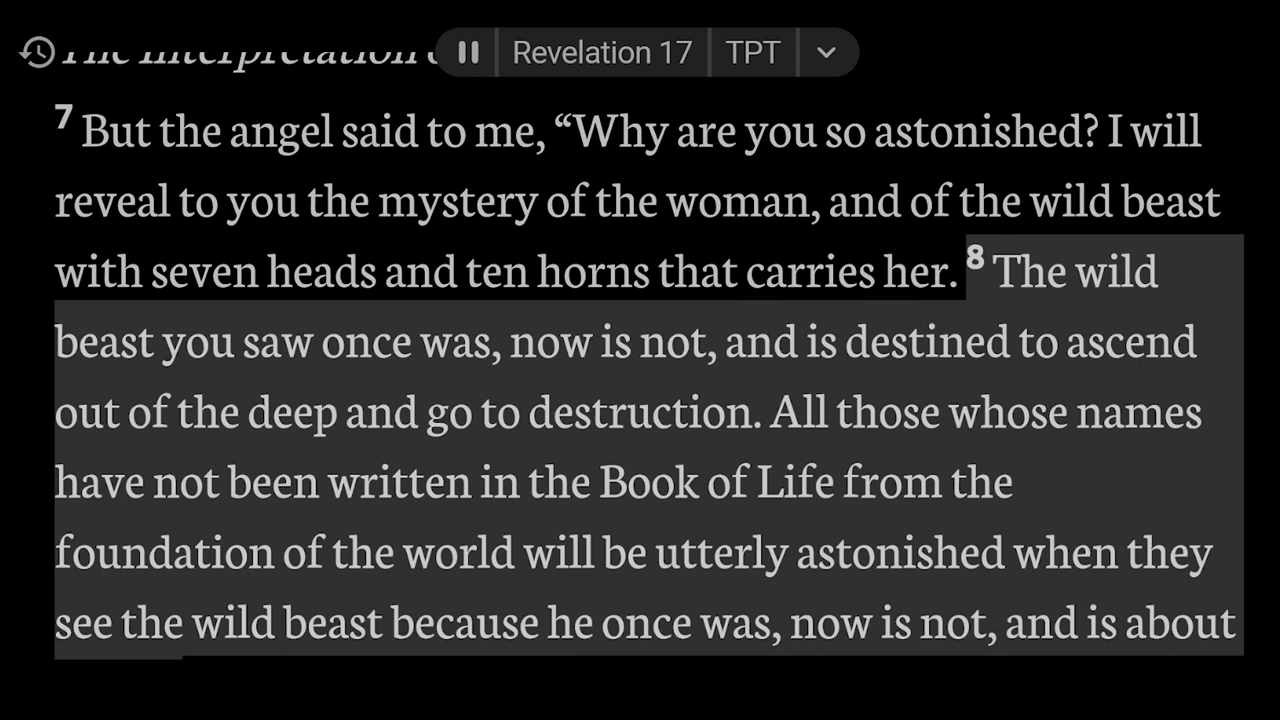 The Interpretation
Revelation 17 TPT
7 But the angel said to me, “Why are you so astonished? I will
reveal to you the mystery of the woman, and of the wild beast
with seven heads and ten horns that carries her. 8 The wild
beast you saw once was, now is not, and is destined to ascend
out of the deep and go to destruction. All those whose names
have not been written in the Book of Life from the
foundation of the world will be utterly astonished when they
see the wild beast because he once was, now is not, and is about